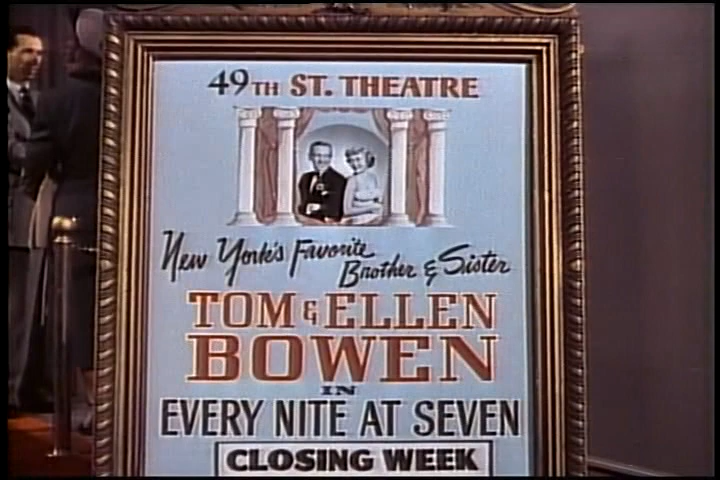 49TH ST. THEATRE
New York's Favorite
Brother & Sister
TOM & ELLEN
BOWEN
IN
EVERY NITE AT SEVEN
CLOSING WEEK